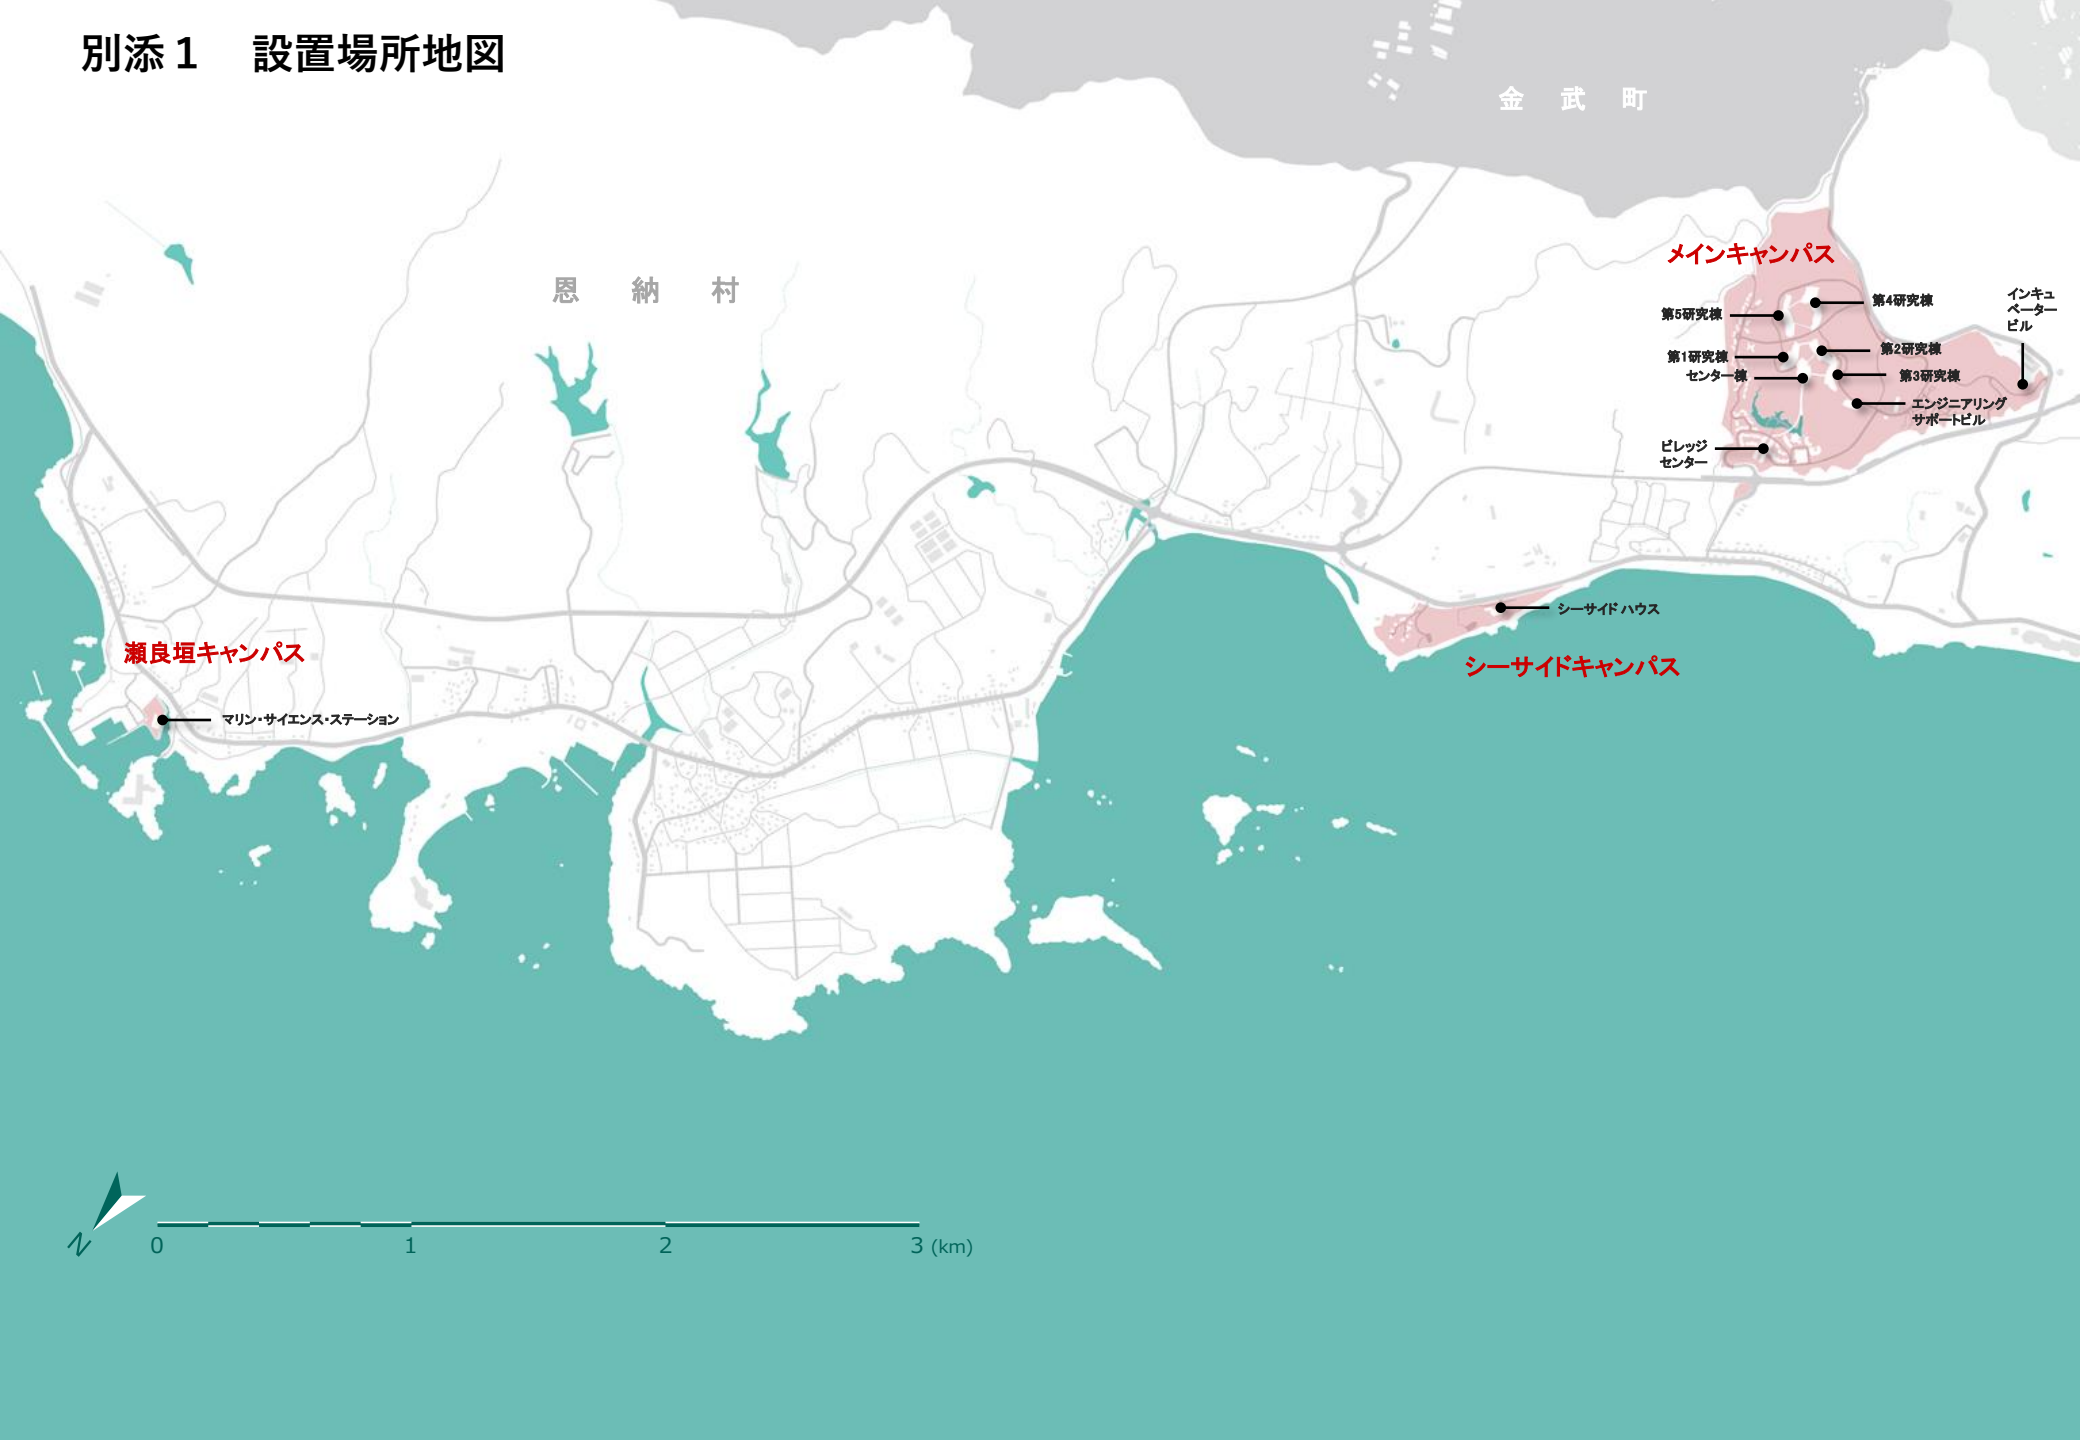 別添１　設置場所地図
金　武　町
恩　納　村
メインキャンパス
第4研究棟
第5研究棟
インキュ
ベーター
ビル
第2研究棟
第1研究棟
センター棟
第3研究棟
エンジニアリング
サポートビル
ビレッジ
センター
シーサイドハウス
シーサイドキャンパス
瀬良垣キャンパス
マリン・サイエンス・ステーション
N
0 1 2 3 (km)